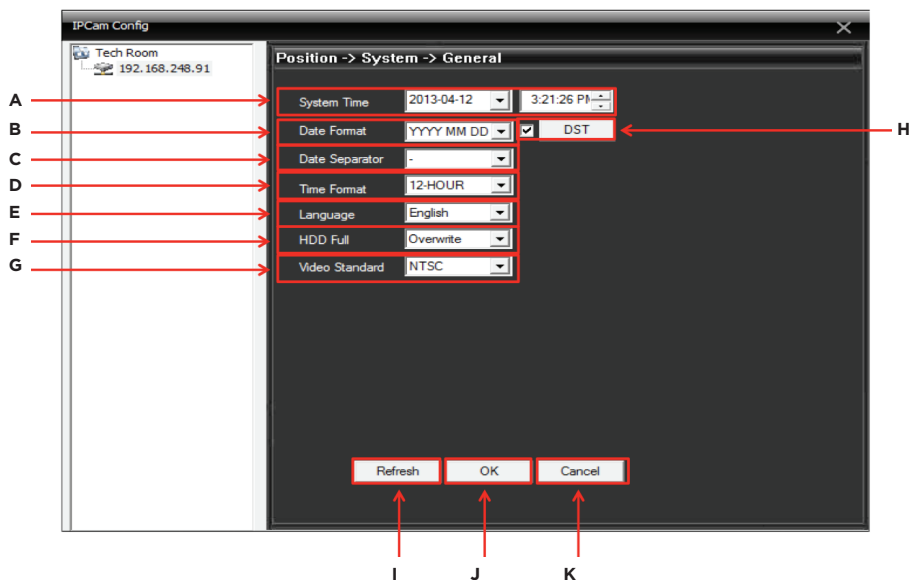 IPCam Config
Tech Room
192.168.248.91
Position -> System -> General
A System Time 2013-04-12 3:21:26 PM
B Date Format YYYY MM DD DST H
C Date Separator -
D Time Format 12-HOUR
E Language English
F HDD Full Overwrite
G Video Standard NTSC
Refresh OK Cancel
I J K